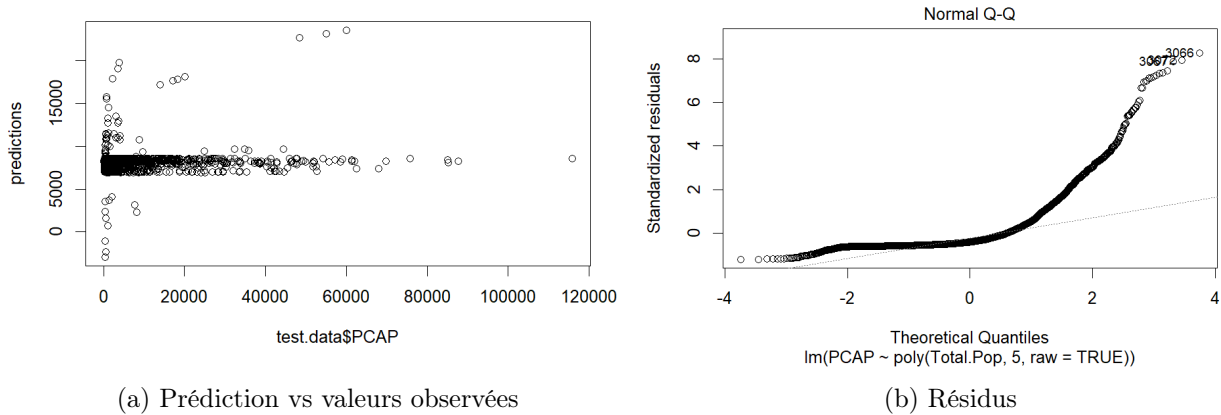 predictions
15000
5000
0
0
20000
40000
60000
80000
100000
120000
test.data$PCAP
(a) Prédiction vs valeurs observées
Normal Q-Q
Standardized residuals
8
6
4
2
0
3066
-4
-2
0
2
4
Theoretical Quantiles
lm(PCAP ~ poly(Total.Pop, 5, raw = TRUE))
(b) Résidus